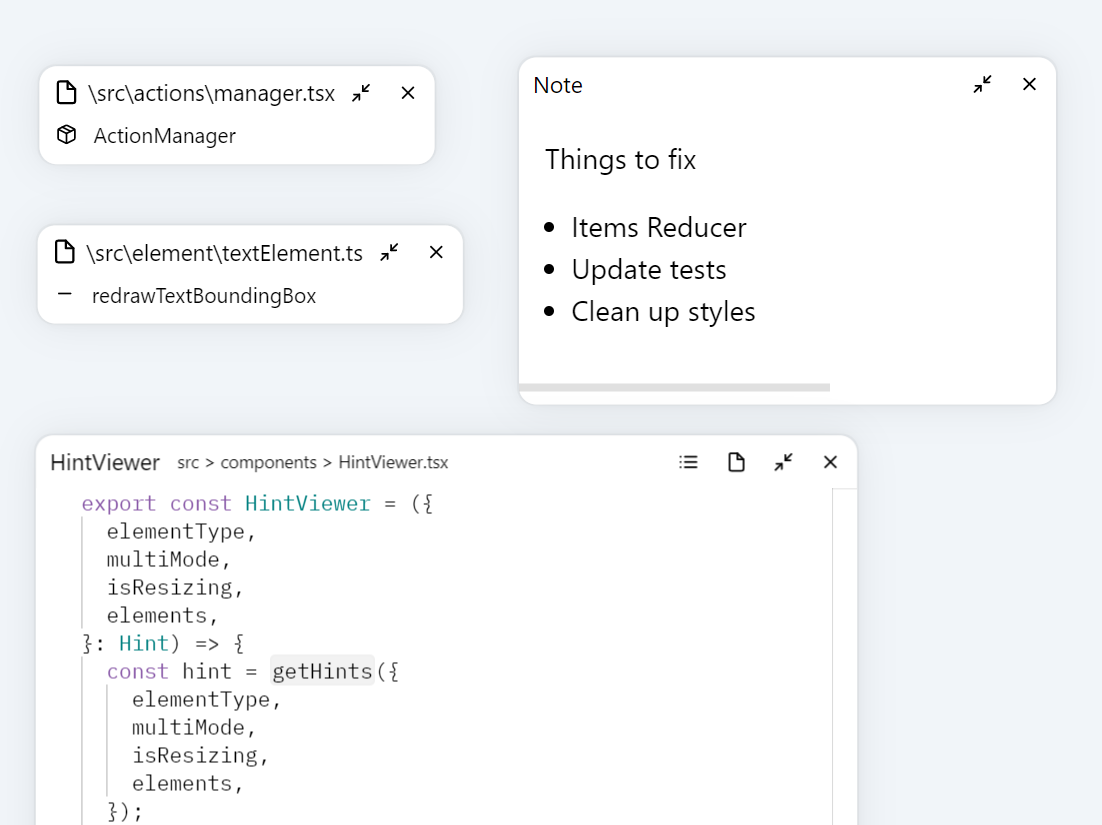 \src\actions\manager.tsx
ActionManager
\src\element\textElement.ts
redrawTextBoundingBox
Note
Things to fix
• Items Reducer
• Update tests
• Clean up styles
HintViewer src > components > HintViewer.tsx
export const HintViewer = ({
  elementType,
  multiMode,
  isResizing,
  elements,
}: Hint) => {
  const hint = getHints({
    elementType,
    multiMode,
    isResizing,
    elements,
  });